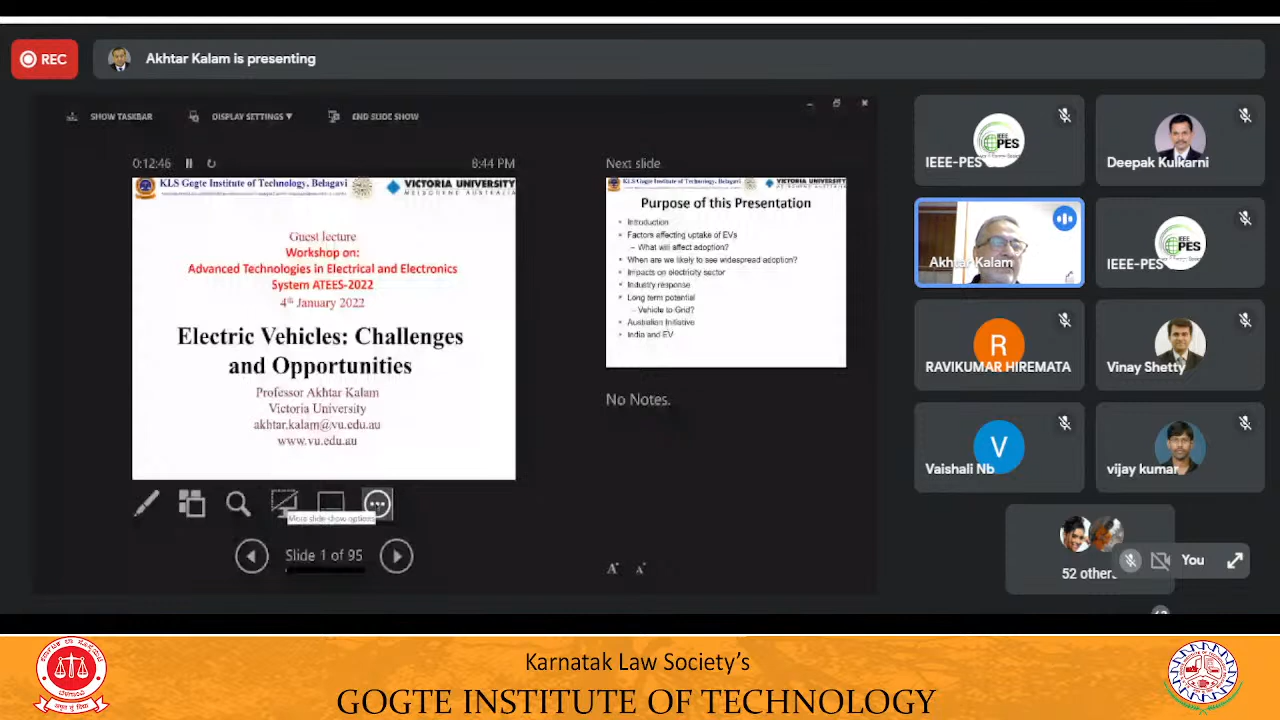 REC
Akhtar Kalam is presenting
SHOW TASKBAR
DISPLAY SETTINGS ▼
END SLIDE SHOW
0:12:46
8:44 PM
KLS Gogte Institute of Technology, Belagavi
VICTORIA UNIVERSITY
MELBOURNE AUSTRALIA
Guest lecture
Workshop on:
Advanced Technologies in Electrical and Electronics
System ATEES-2022
4th January 2022
Electric Vehicles: Challenges
and Opportunities
Professor Akhtar Kalam
Victoria University
akhtar.kalam@vu.edu.au
www.vu.edu.au
More slide show options
Slide 1 of 95
Next slide
KLS Gogte Institute of Technology, Belagavi
VICTORIA UNIVERSITY
Purpose of this Presentation
• Introduction
• Factors affecting uptake of EVs
– What will affect adoption?
• When are we likely to see widespread adoption?
• Impacts on electricity sector
• Industry response
• Long term potential
– Vehicle to Grid?
• Australian Initiative
• India and EV
No Notes.
A A
IEEE PES
IEEE-PES
Deepak Kulkarni
Akhtar Kalam
IEEE PES
IEEE-PES
R
RAVIKUMAR HIREMATA
Vinay Shetty
V
Vaishali Nb
vijay kumar
52 others
You
Karnatak Law Society's
GOGTE INSTITUTE OF TECHNOLOGY